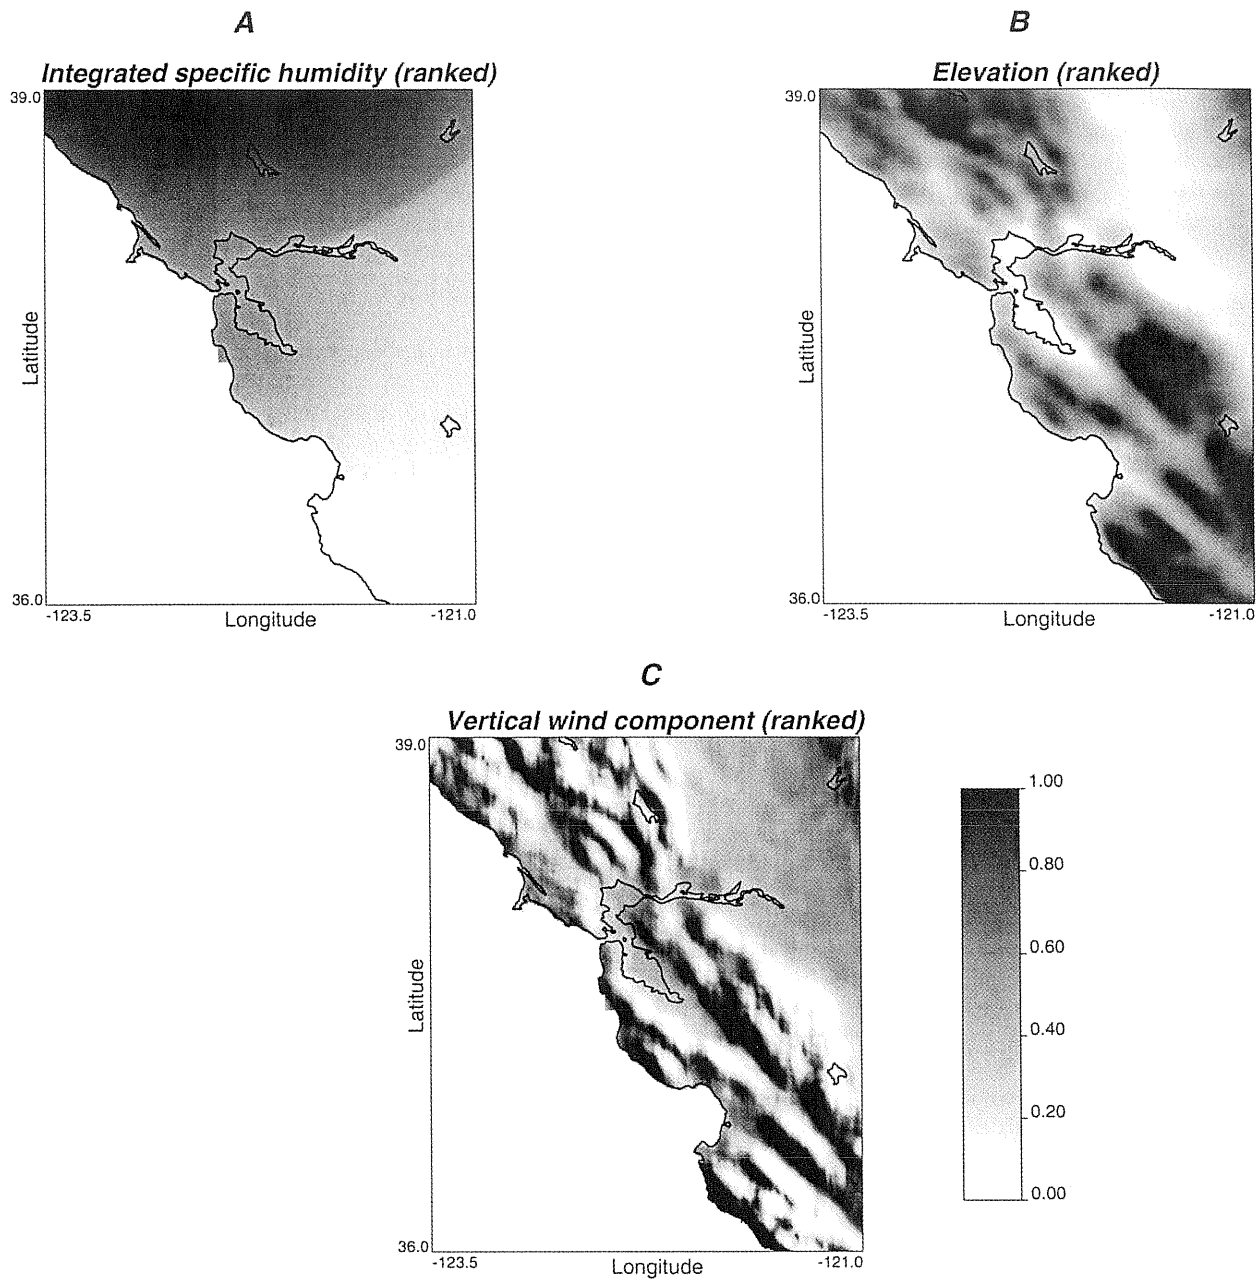 A
Integrated specific humidity (ranked)
39.0
Latitude
36.0
-123.5
Longitude
-121.0
B
Elevation (ranked)
39.0
Latitude
36.0
-123.5
Longitude
-121.0
C
Vertical wind component (ranked)
39.0
Latitude
36.0
-123.5
Longitude
-121.0
1.00
0.80
0.60
0.40
0.20
0.00